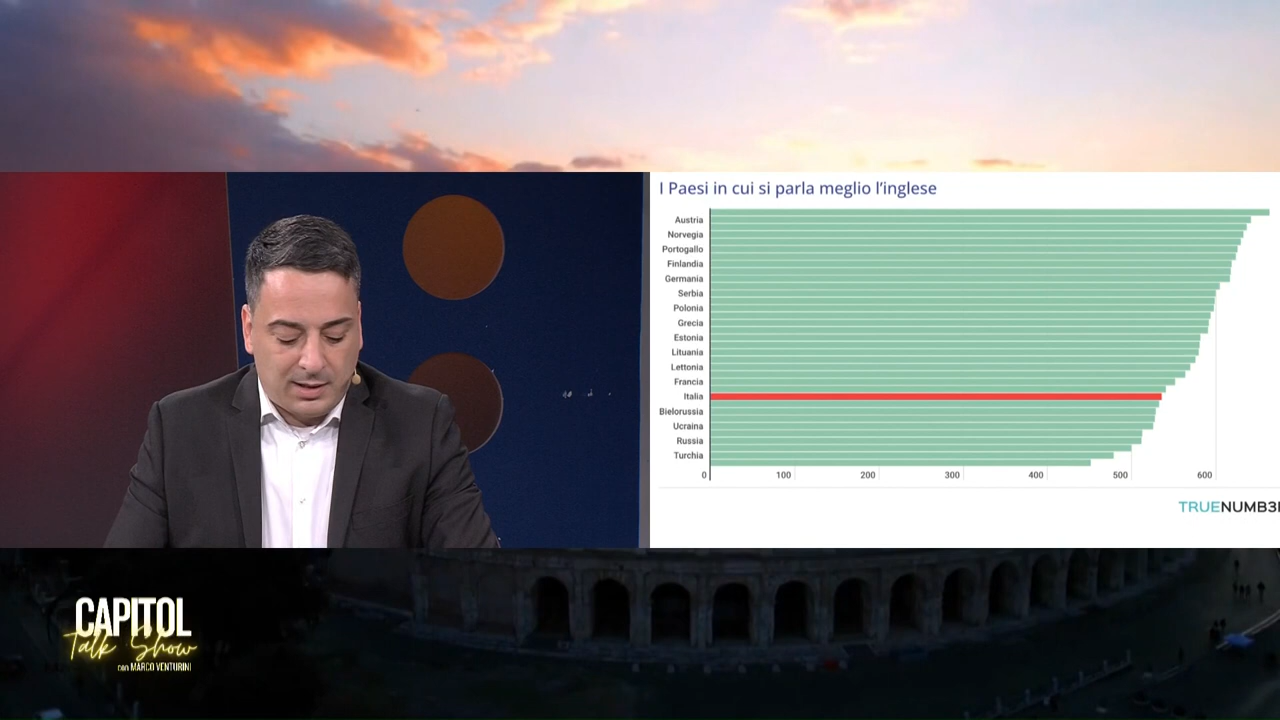 I Paesi in cui si parla meglio l'inglese
Austria
Norvegia
Portogallo
Finlandia
Germania
Serbia
Polonia
Grecia
Estonia
Lituania
Lettonia
Francia
Italia
Bielorussia
Ucraina
Russia
Turchia
0 100 200 300 400 500 600
TRUENUMB3
CAPITOL
Talk Show
con MARCO VENTURINI